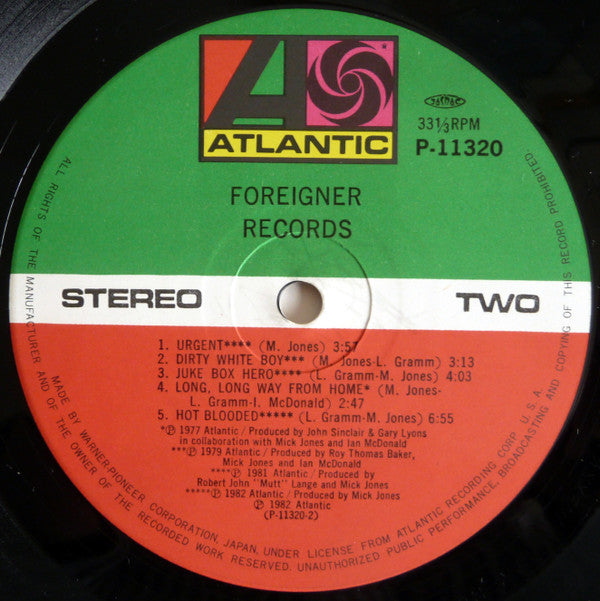 ATLANTIC
33 1/3 RPM
P-11320
FOREIGNER
RECORDS
STEREO TWO
1. URGENT**** (M. Jones) 3:57
2. DIRTY WHITE BOY*** (M. Jones-L. Gramm) 3:13
3. JUKE BOX HERO**** (L. Gramm-M. Jones) 4:03
4. LONG, LONG WAY FROM HOME* (M. Jones-
L. Gramm-I. McDonald) 2:47
5. HOT BLOODED***** (L. Gramm-M. Jones) 6:55
*Ⓟ 1977 Atlantic / Produced by John Sinclair & Gary Lyons
in collaboration with Mick Jones and Ian McDonald
***Ⓟ 1979 Atlantic / Produced by Roy Thomas Baker,
Mick Jones and Ian McDonald
****Ⓟ 1981 Atlantic / Produced by
Robert John "Mutt" Lange and Mick Jones
*****Ⓟ 1982 Atlantic / Produced by Mick Jones
Ⓟ 1982 Atlantic
(P-11320-2)
ALL RIGHTS OF THE MANUFACTURER AND OF THE OWNER OF THE RECORDED WORK RESERVED. UNAUTHORIZED PUBLIC PERFORMANCE, BROADCASTING AND COPYING OF THIS RECORD PROHIBITED.
MADE BY WARNER-PIONEER CORPORATION, JAPAN, UNDER LICENSE FROM ATLANTIC RECORDING CORP. U.S.A.